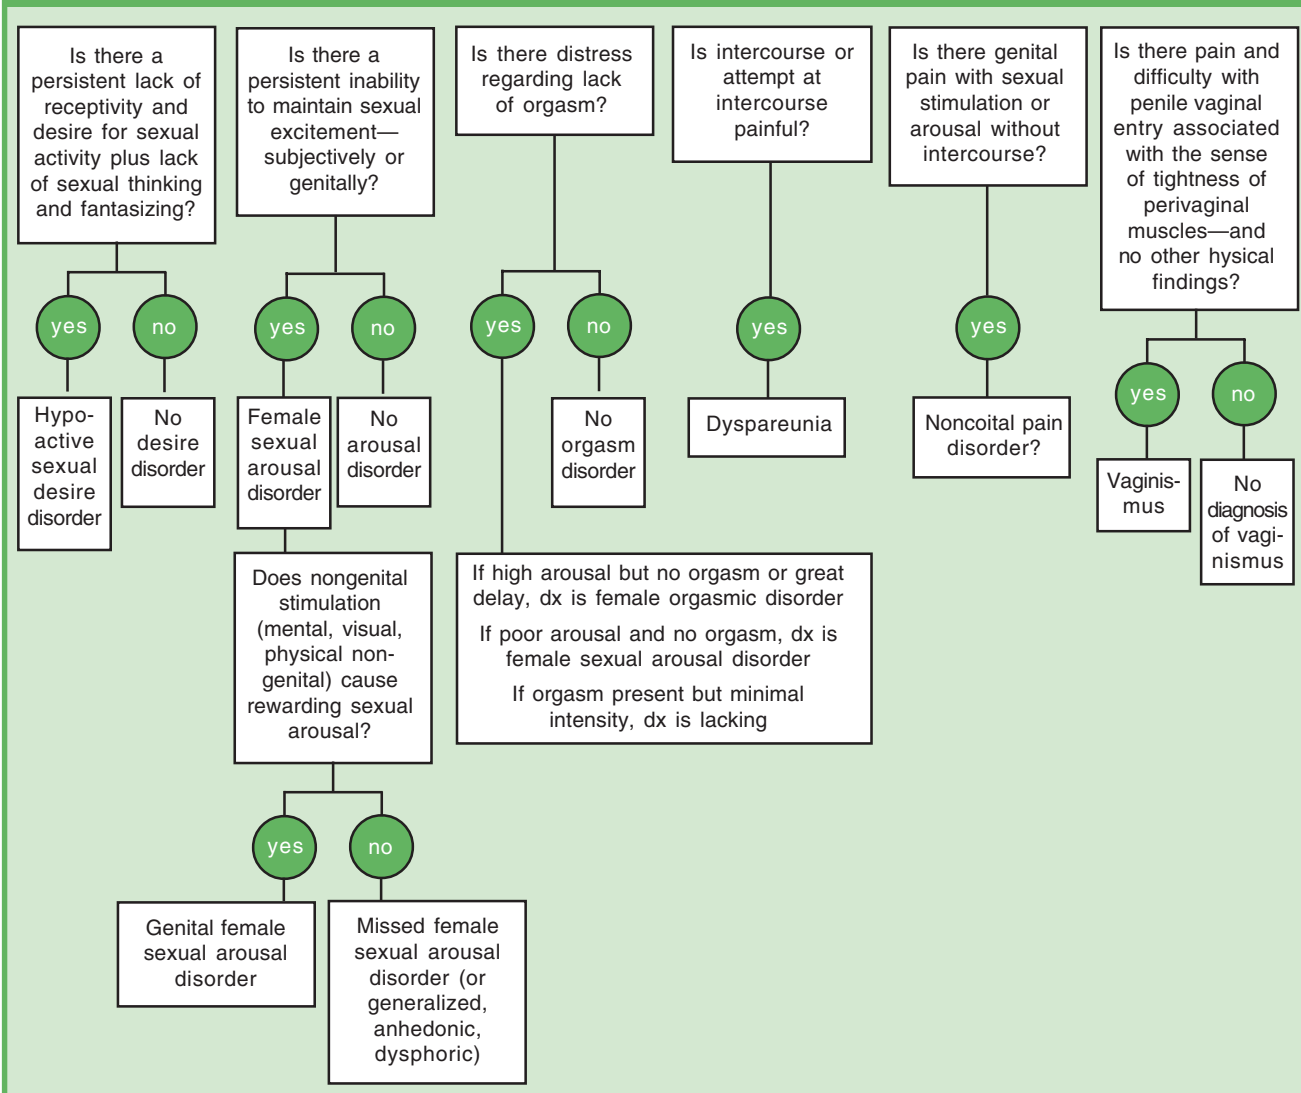 Is there a
persistent lack of
receptivity and
desire for sexual
activity plus lack
of sexual thinking
and fantasizing?
yes
no
Hypo-
active
sexual
desire
disorder
No
desire
disorder
Is there a
persistent inability
to maintain sexual
excitement—
subjectively or
genitally?
yes
no
Female
sexual
arousal
disorder
No
arousal
disorder
Does nongenital
stimulation
(mental, visual,
physical non-
genital) cause
rewarding sexual
arousal?
yes
no
Genital female
sexual arousal
disorder
Missed female
sexual arousal
disorder (or
generalized,
anhedonic,
dysphoric)
Is there distress
regarding lack
of orgasm?
yes
no
No
orgasm
disorder
If high arousal but no orgasm or great
delay, dx is female orgasmic disorder
If poor arousal and no orgasm, dx is
female sexual arousal disorder
If orgasm present but minimal
intensity, dx is lacking
Is intercourse or
attempt at
intercourse
painful?
yes
Dyspareunia
Is there genital
pain with sexual
stimulation or
arousal without
intercourse?
yes
Noncoital pain
disorder?
Is there pain and
difficulty with
penile vaginal
entry associated
with the sense
of tightness of
perivaginal
muscles—and
no other hysical
findings?
yes
no
Vaginis-
mus
No
diagnosis
of vagi-
nismus